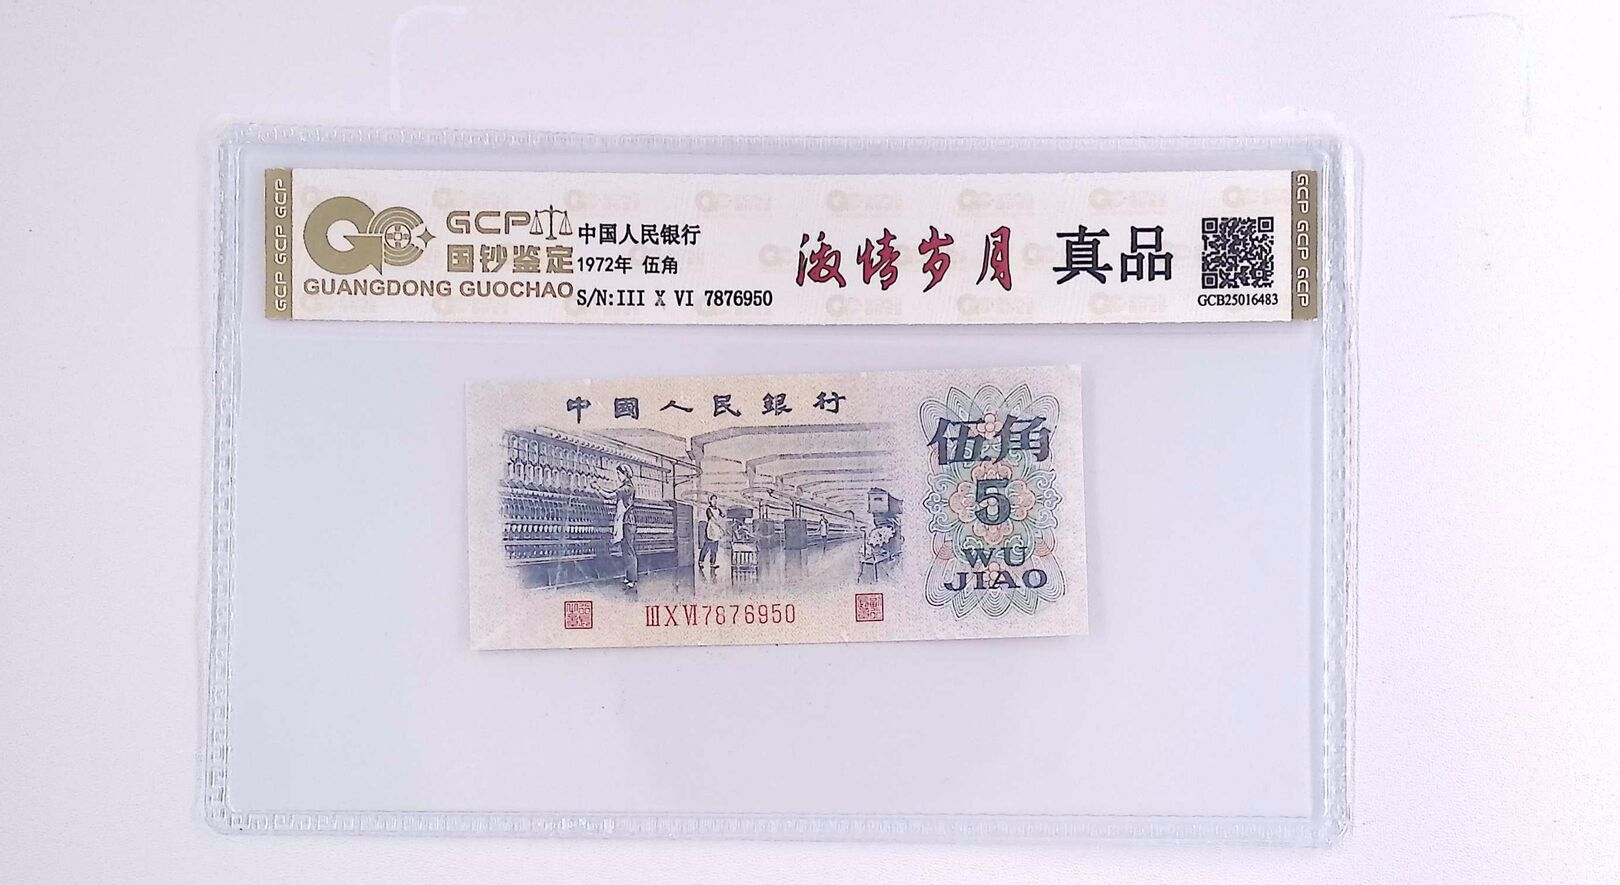 GCP GCP GCP
GCP
国钞鉴定
GUANGDONG GUOCHAO
中国人民银行
1972年 伍角
S/N:III X VI 7876950
激情岁月
真品
GCB25016483
GCP GCP GCP
中國人民銀行
伍角
5
WU
JIAO
ⅢⅩⅥ7876950